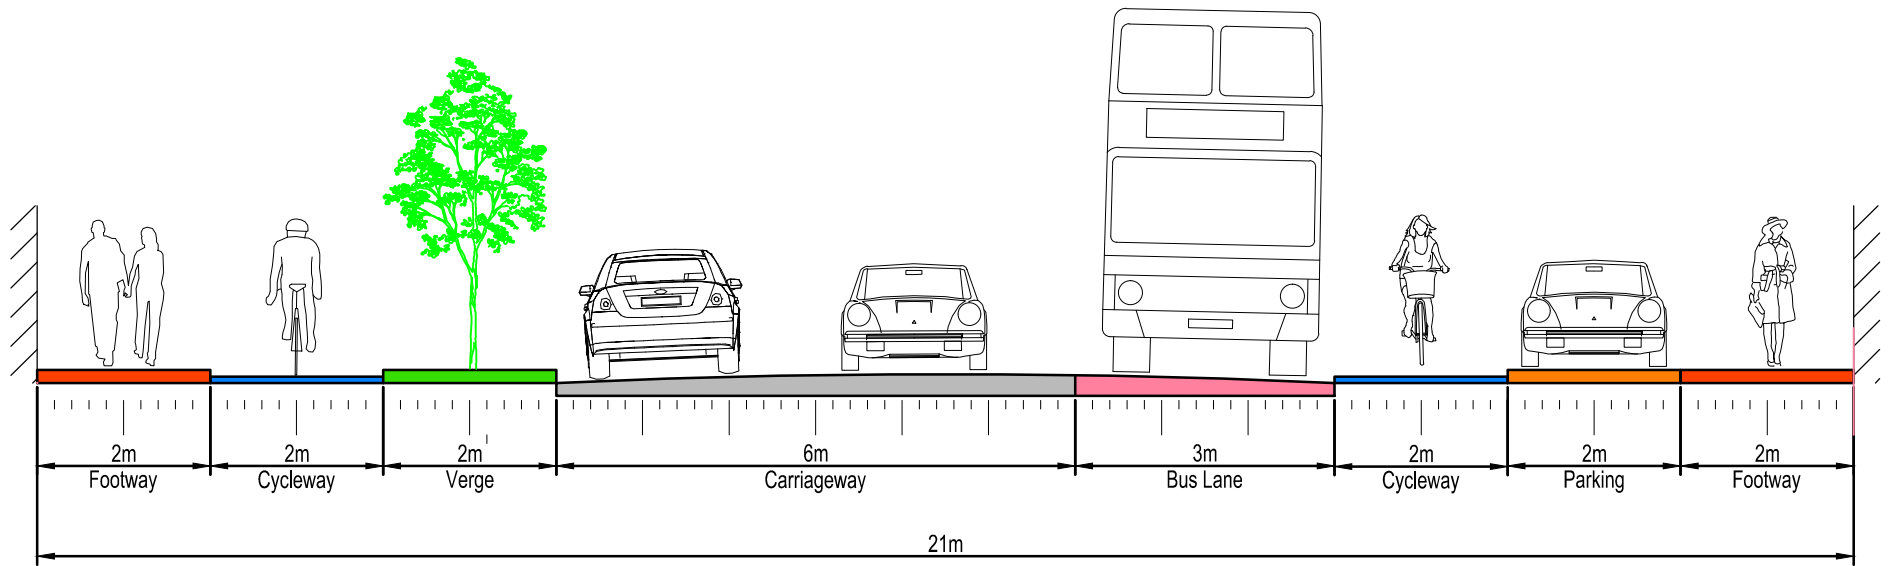 2m 2m 2m 6m 3m 2m 2m 2m
Footway Cycleway Verge Carriageway Bus Lane Cycleway Parking Footway
21m